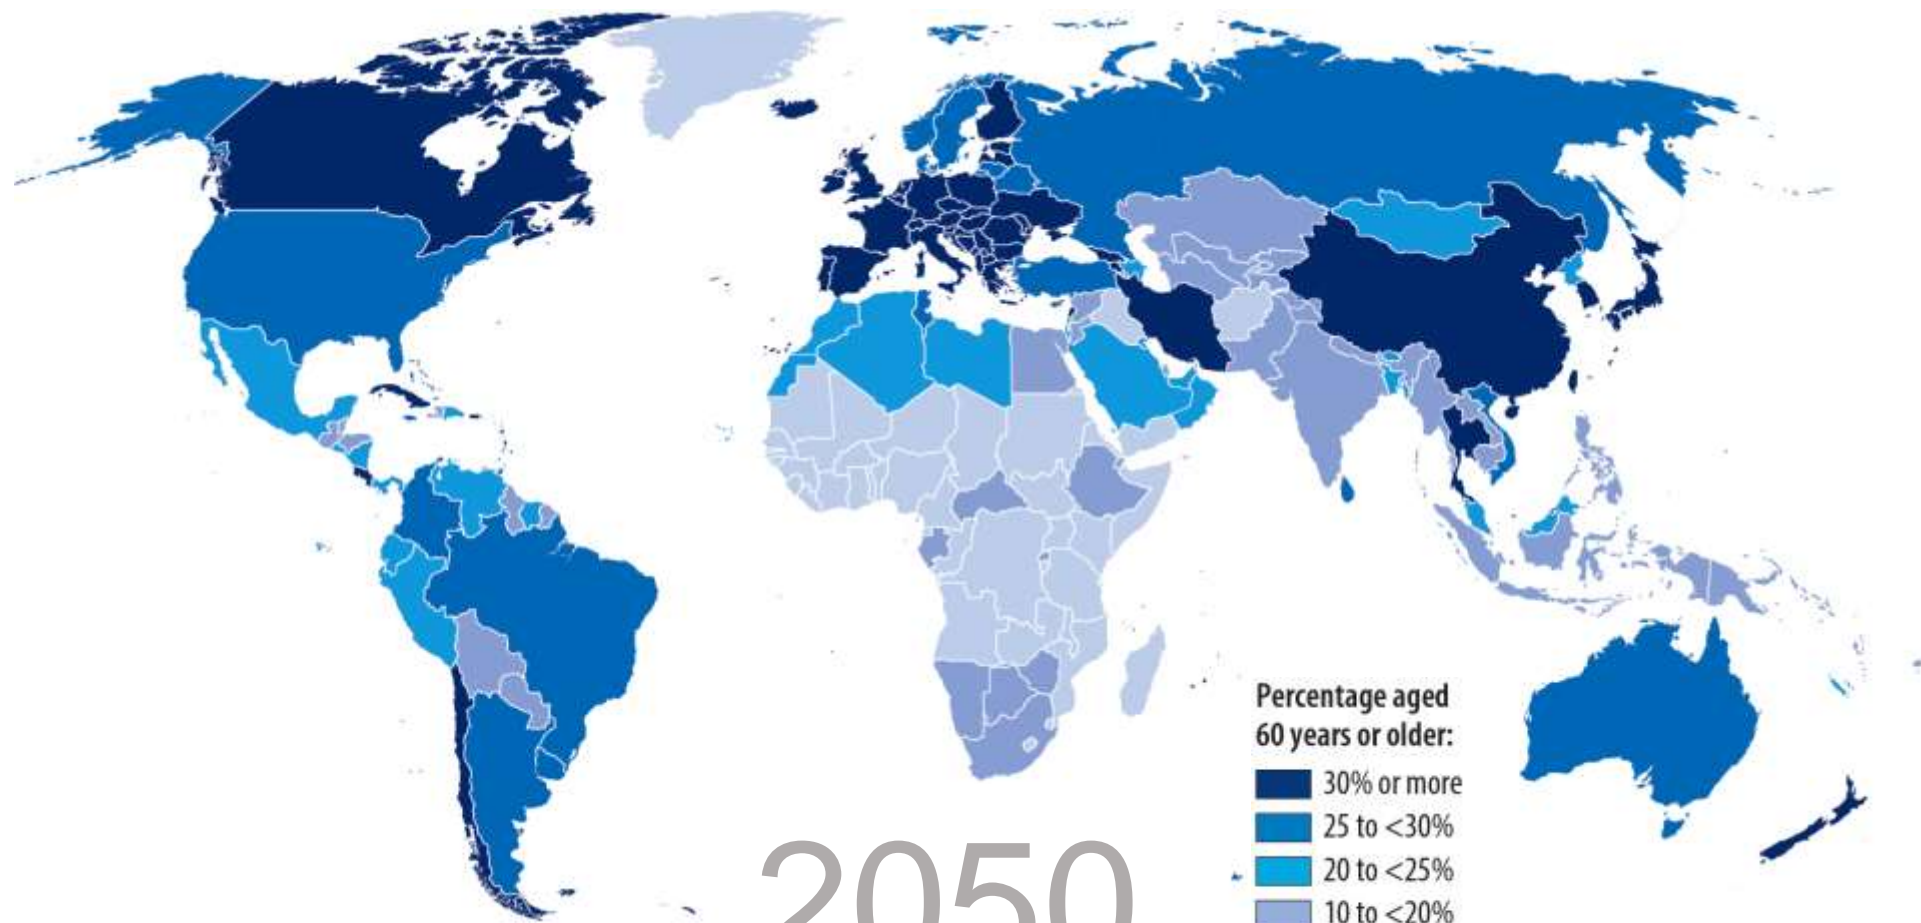 Percentage aged
60 years or older:
30% or more
25 to <30%
20 to <25%
10 to <20%
2050